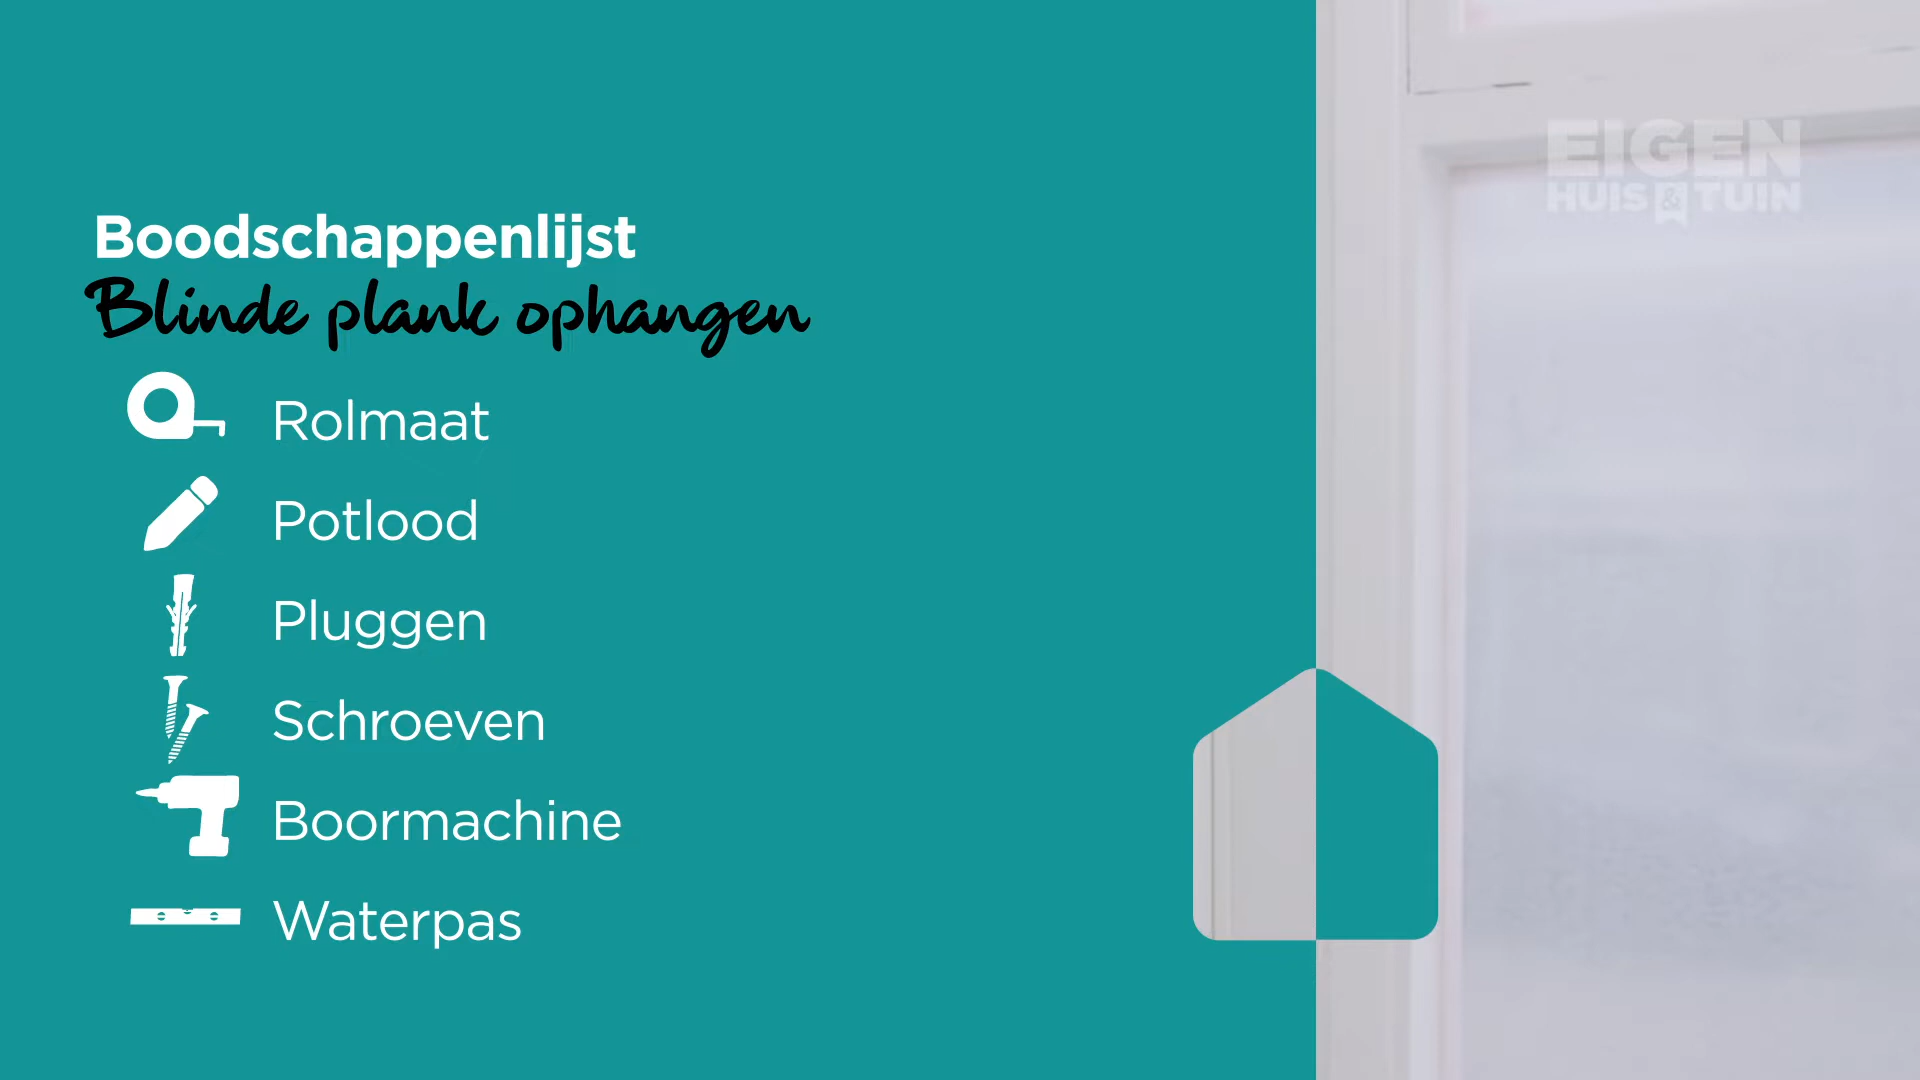 EIGEN
HUIS & TUIN
Boodschappenlijst
Blinde plank ophangen
Rolmaat
Potlood
Pluggen
Schroeven
Boormachine
Waterpas